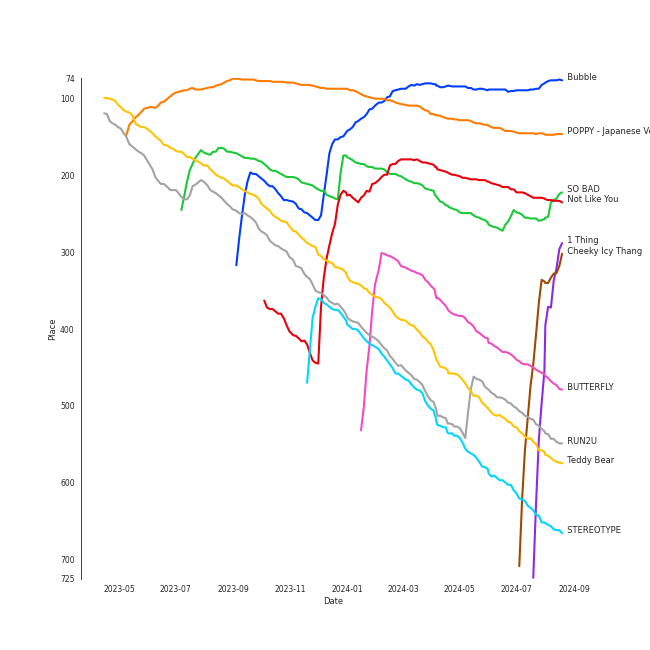 74
100
200
300
400
500
600
700
725
Place
2023-05
2023-07
2023-09
2023-11
2024-01
2024-03
2024-05
2024-07
2024-09
Date
Bubble
POPPY - Japanese Ve
SO BAD
Not Like You
1 Thing
Cheeky Icy Thang
BUTTERFLY
RUN2U
Teddy Bear
STEREOTYPE